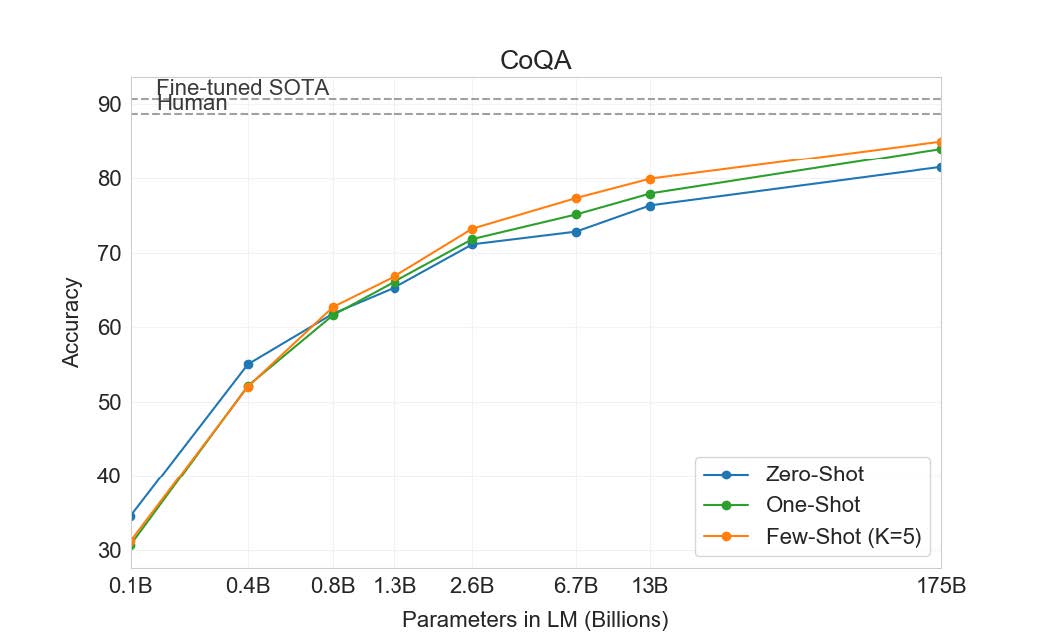 CoQA
Fine-tuned SOTA
Human
90
80
70
60
50
40
30
Accuracy
0.1B 0.4B 0.8B 1.3B 2.6B 6.7B 13B 175B
Parameters in LM (Billions)
Zero-Shot
One-Shot
Few-Shot (K=5)